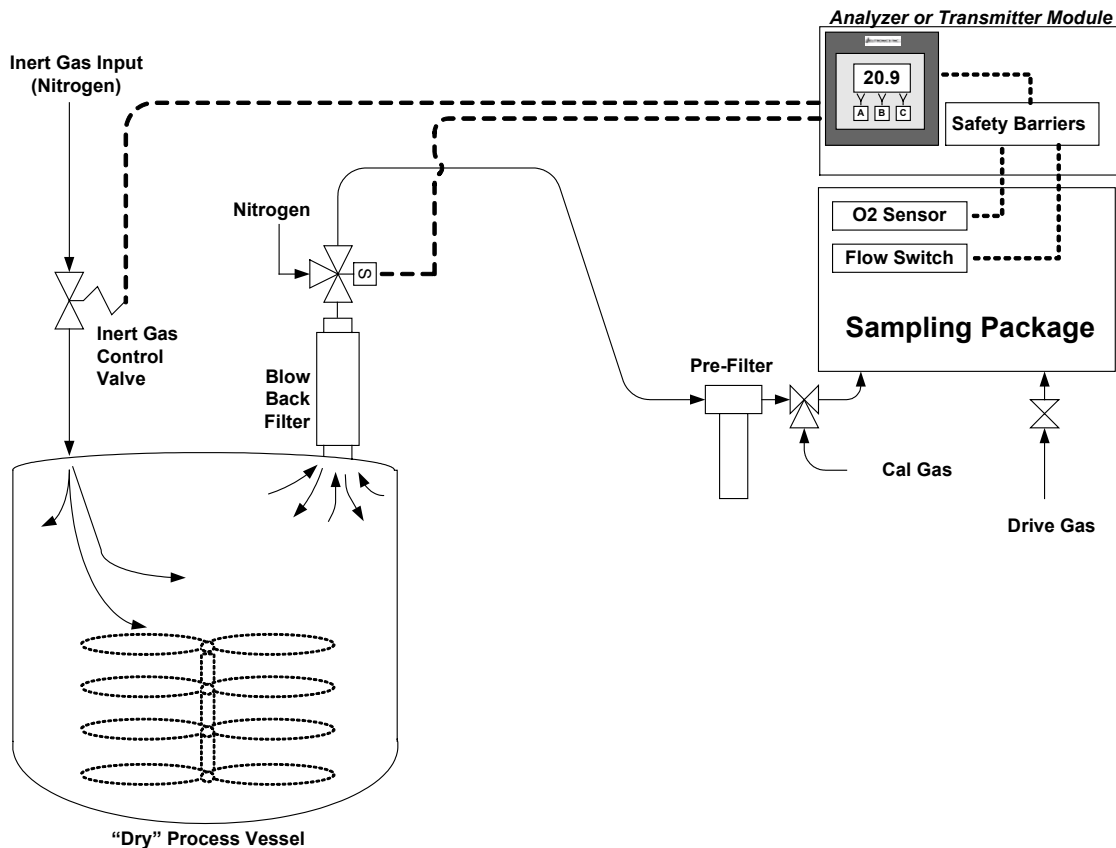 Analyzer or Transmitter Module
Inert Gas Input
(Nitrogen)
20.9
A B C
Safety Barriers
Nitrogen
S
O2 Sensor
Flow Switch
Sampling Package
Inert Gas
Control
Valve
Blow
Back
Filter
Pre-Filter
Cal Gas
Drive Gas
“Dry” Process Vessel